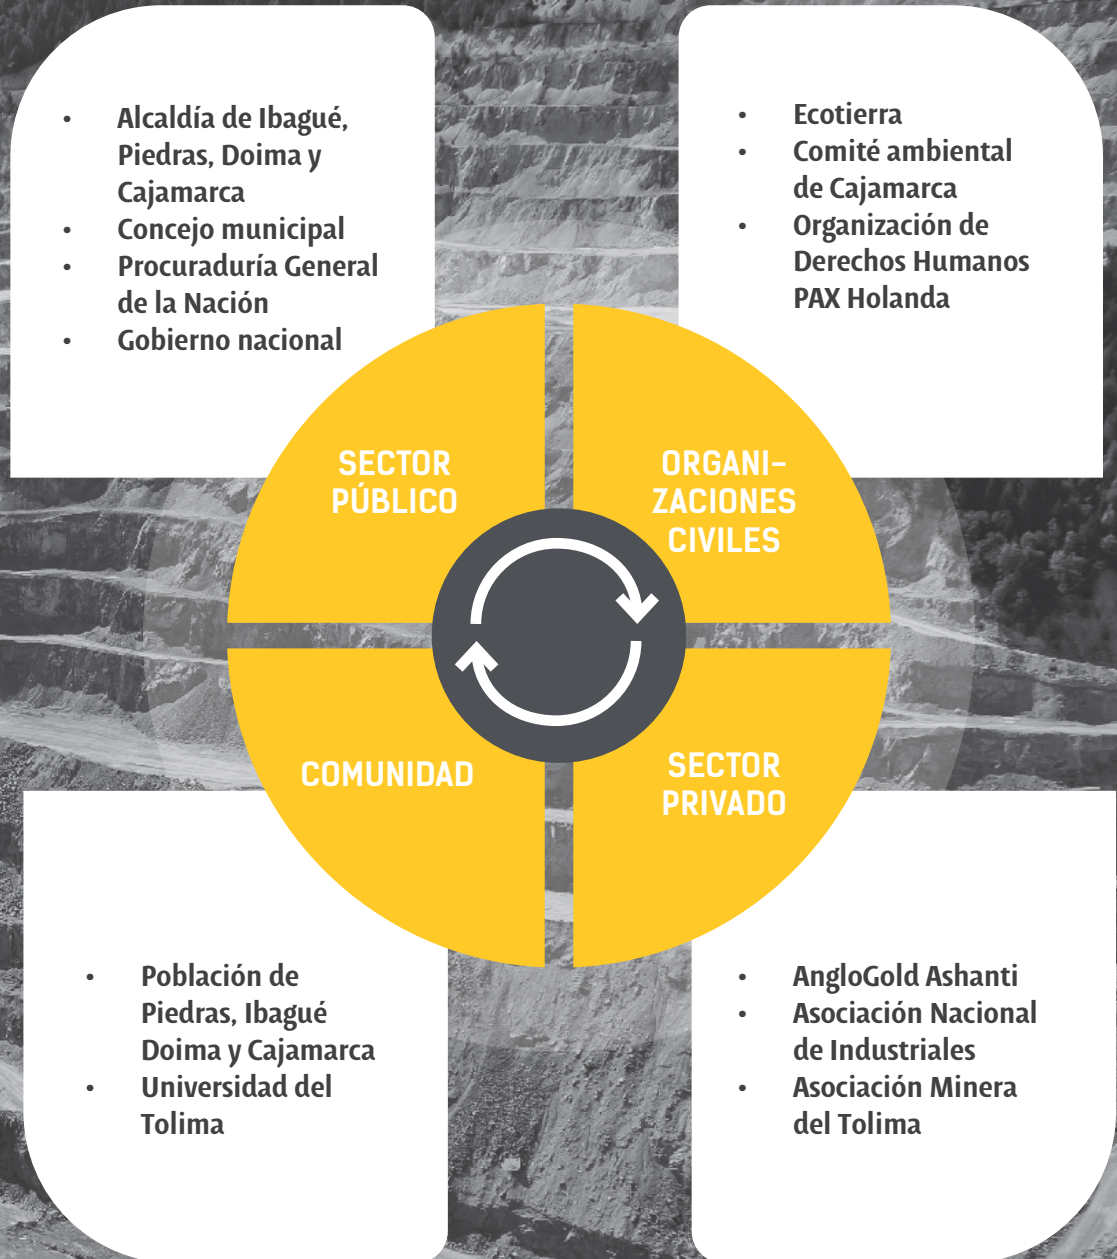 • Alcaldía de Ibagué,
Piedras, Doima y
Cajamarca
• Concejo municipal
• Procuraduría General
de la Nación
• Gobierno nacional
• Ecotierra
• Comité ambiental
de Cajamarca
• Organización de
Derechos Humanos
PAX Holanda
SECTOR
PÚBLICO
ORGANI-
ZACIONES
CIVILES
COMUNIDAD
SECTOR
PRIVADO
• Población de
Piedras, Ibagué
Doima y Cajamarca
• Universidad del
Tolima
• AngloGold Ashanti
• Asociación Nacional
de Industriales
• Asociación Minera
del Tolima